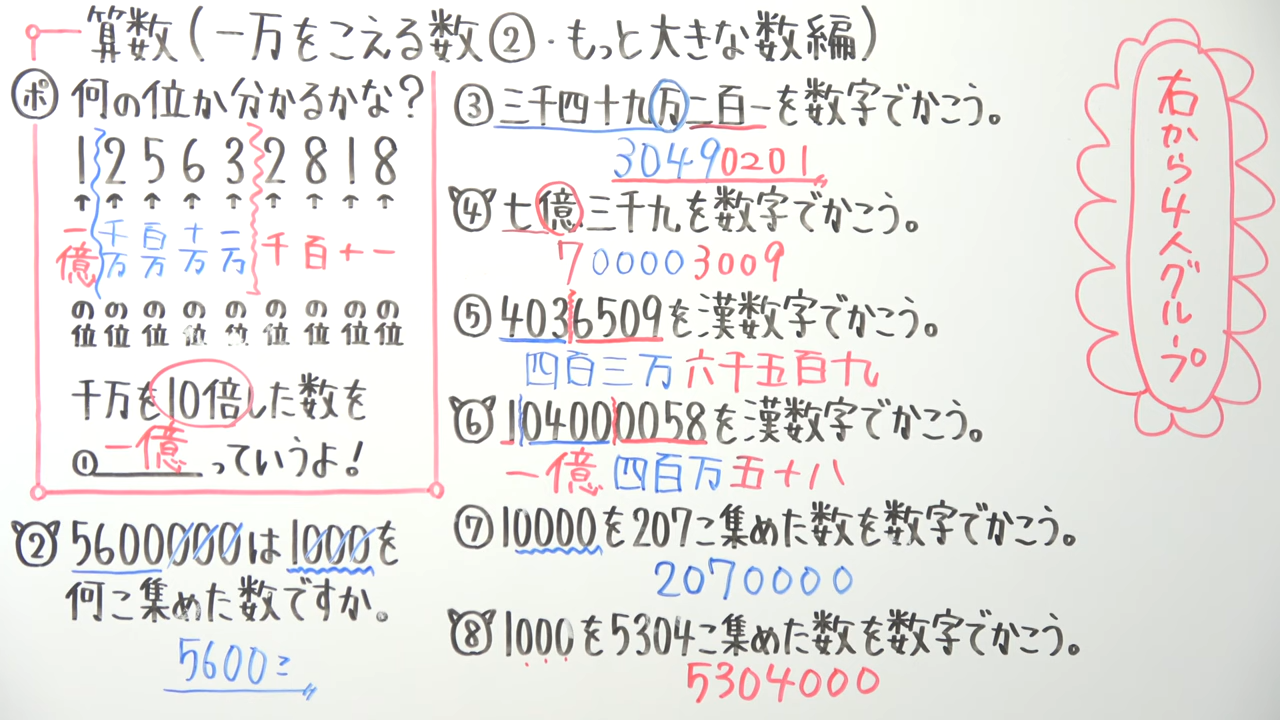 算数(一万をこえる数②・もっと大きな数編)
ポ 何の位か分かるかな?
125632818
↑ ↑ ↑ ↑ ↑ ↑ ↑ ↑ ↑
一億 千万 百万 十万 一万 千 百 十 一
の位 の位 の位 の位 の位 の位 の位 の位 の位
千万を10倍した数を
① 一億 っていうよ!
② 5600000は1000を
何こ集めた数ですか。
5600こ
③ 三千四十九万二百一を数字でかこう。
30490201
④ 七億三千九を数字でかこう。
700003009
⑤ 4036509を漢数字でかこう。
四百三万六千五百九
⑥ 104000058を漢数字でかこう。
一億四百万五十八
⑦ 10000を207こ集めた数を数字でかこう。
2070000
⑧ 1000を5304こ集めた数を数字でかこう。
5304000
右から4人グループ